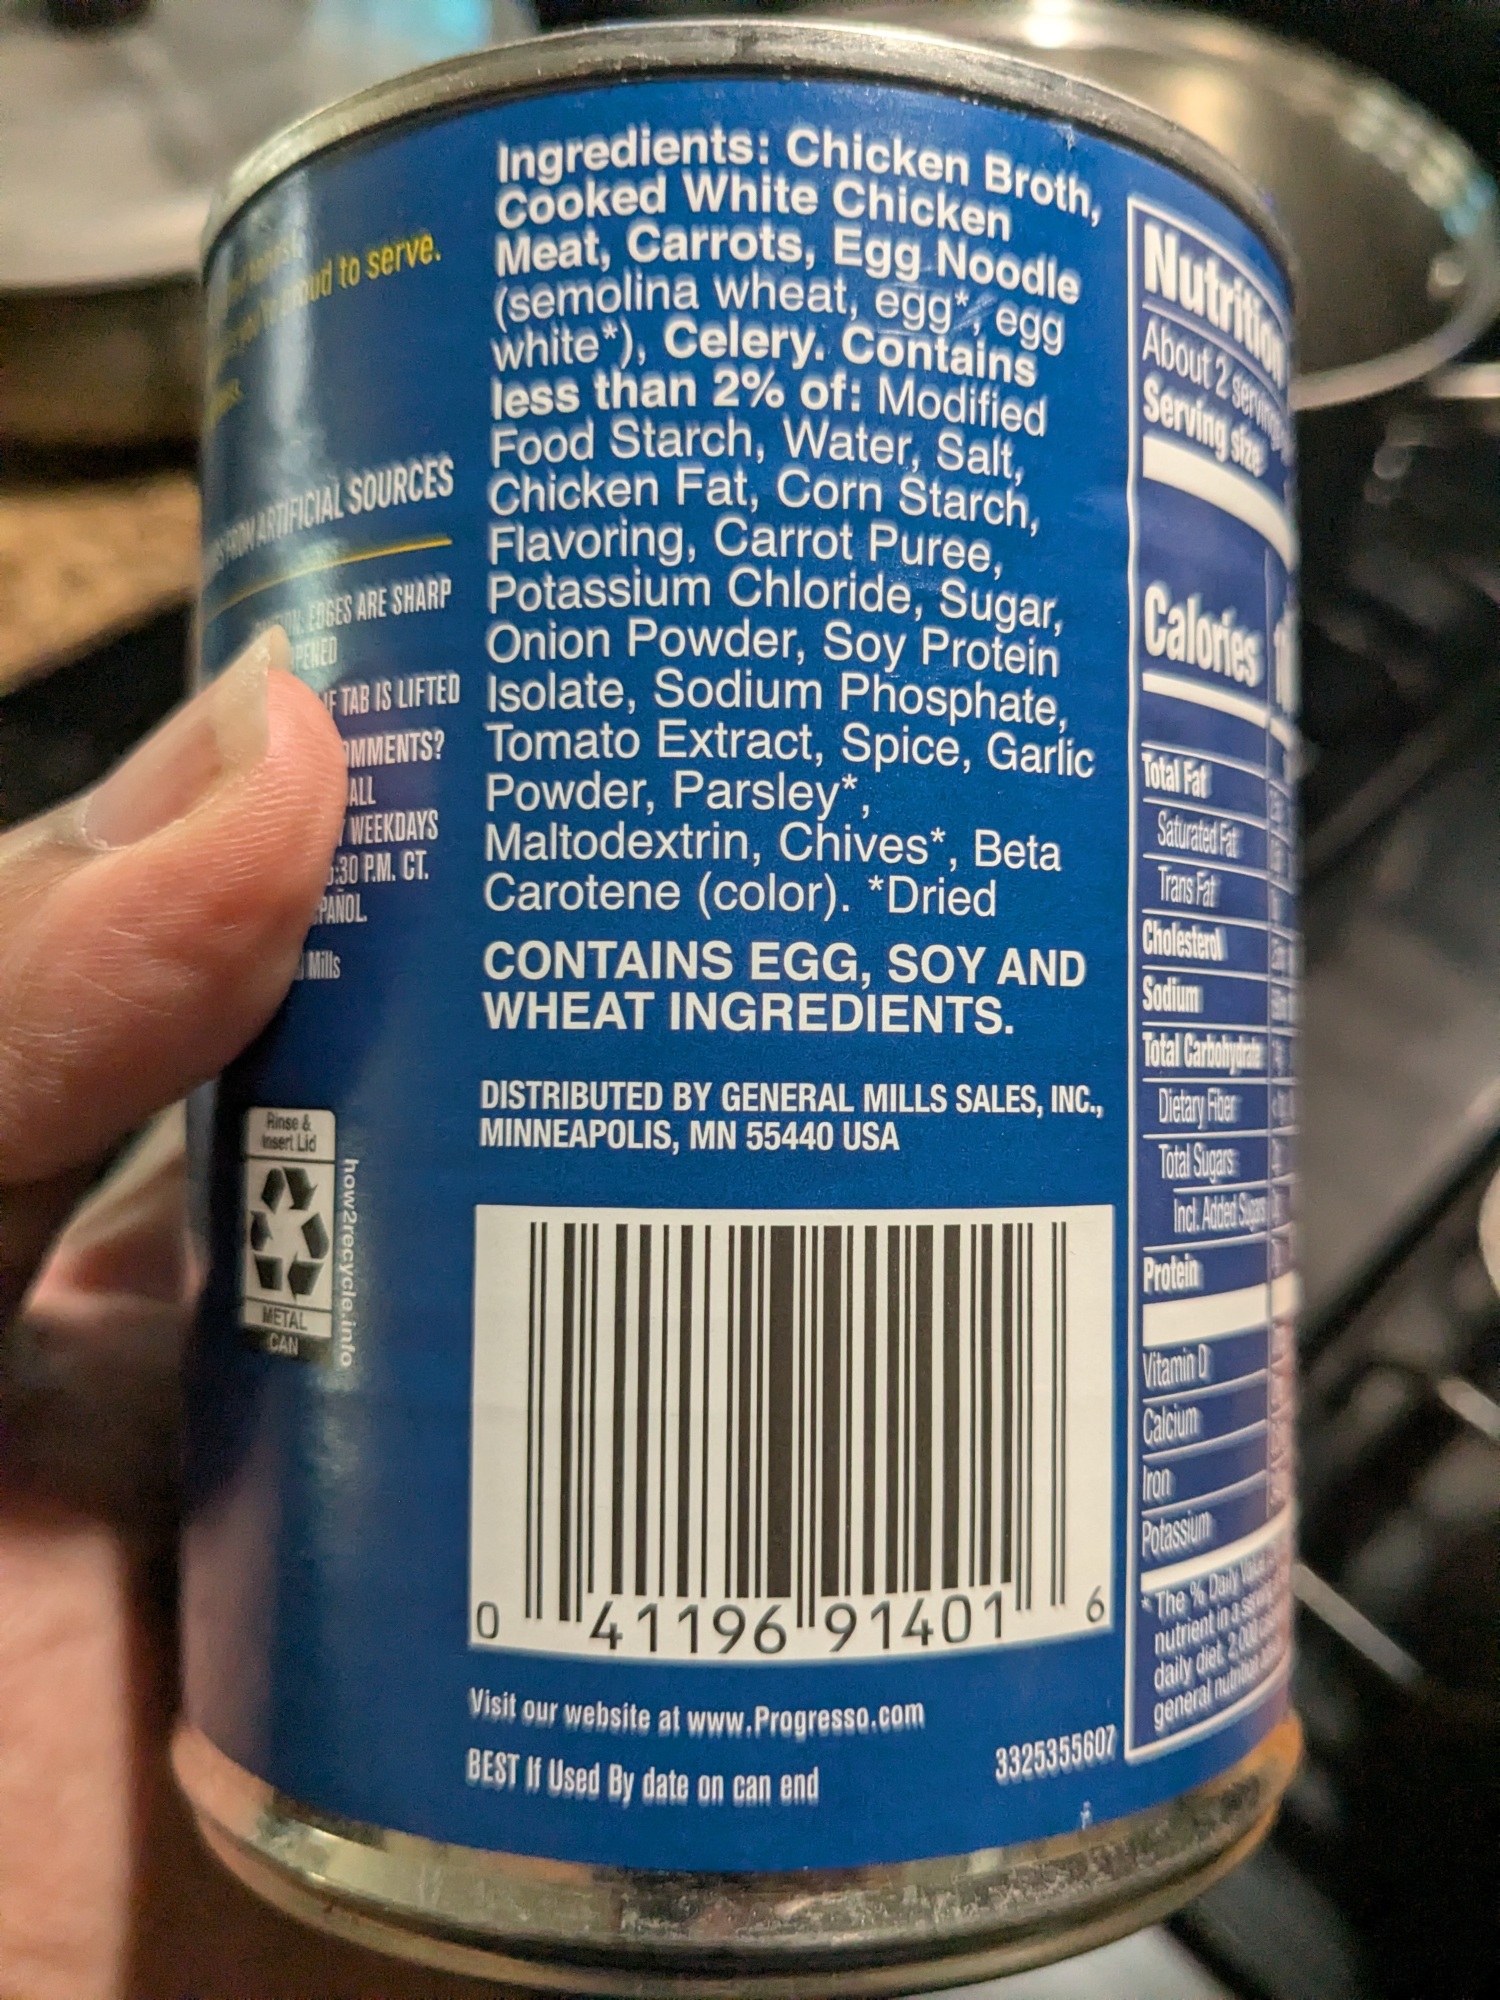 proud to serve.
FROM ARTIFICIAL SOURCES
EDGES ARE SHARP
IF TAB IS LIFTED
WEEKDAYS
P.M. CT.
Mills
Rinse &
Insert Lid
METAL
CAN
how2recycle.info
Ingredients: Chicken Broth,
Cooked White Chicken
Meat, Carrots, Egg Noodle
(semolina wheat, egg*, egg
white*), Celery. Contains
less than 2% of: Modified
Food Starch, Water, Salt,
Chicken Fat, Corn Starch,
Flavoring, Carrot Puree,
Potassium Chloride, Sugar,
Onion Powder, Soy Protein
Isolate, Sodium Phosphate,
Tomato Extract, Spice, Garlic
Powder, Parsley*,
Maltodextrin, Chives*, Beta
Carotene (color). *Dried
CONTAINS EGG, SOY AND
WHEAT INGREDIENTS.
DISTRIBUTED BY GENERAL MILLS SALES, INC.,
MINNEAPOLIS, MN 55440 USA
0 41196 91401 6
Visit our website at www.Progresso.com
BEST If Used By date on can end
3325355607
Nutrition
About 2 servings
Serving size
Calories
Total Fat
Saturated Fat
Trans Fat
Cholesterol
Sodium
Total Carbohydrate
Dietary Fiber
Total Sugars
Incl. Added Sugars
Protein
Vitamin D
Calcium
Iron
Potassium
* The % Daily Value
nutrient in a
daily diet. 2,000
general nutrition